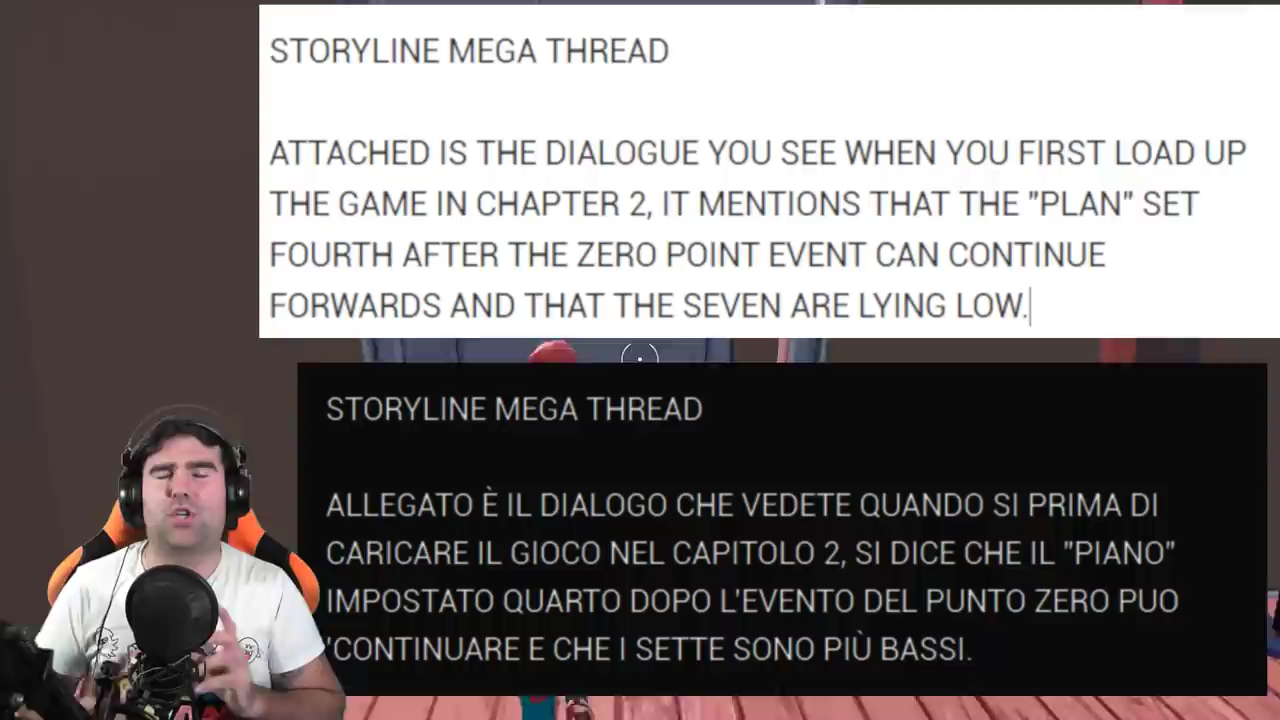 STORYLINE MEGA THREAD
ATTACHED IS THE DIALOGUE YOU SEE WHEN YOU FIRST LOAD UP
THE GAME IN CHAPTER 2, IT MENTIONS THAT THE "PLAN" SET
FOURTH AFTER THE ZERO POINT EVENT CAN CONTINUE
FORWARDS AND THAT THE SEVEN ARE LYING LOW.
STORYLINE MEGA THREAD
ALLEGATO È IL DIALOGO CHE VEDETE QUANDO SI PRIMA DI
CARICARE IL GIOCO NEL CAPITOLO 2, SI DICE CHE IL "PIANO"
IMPOSTATO QUARTO DOPO L'EVENTO DEL PUNTO ZERO PUO
'CONTINUARE E CHE I SETTE SONO PIÙ BASSI.